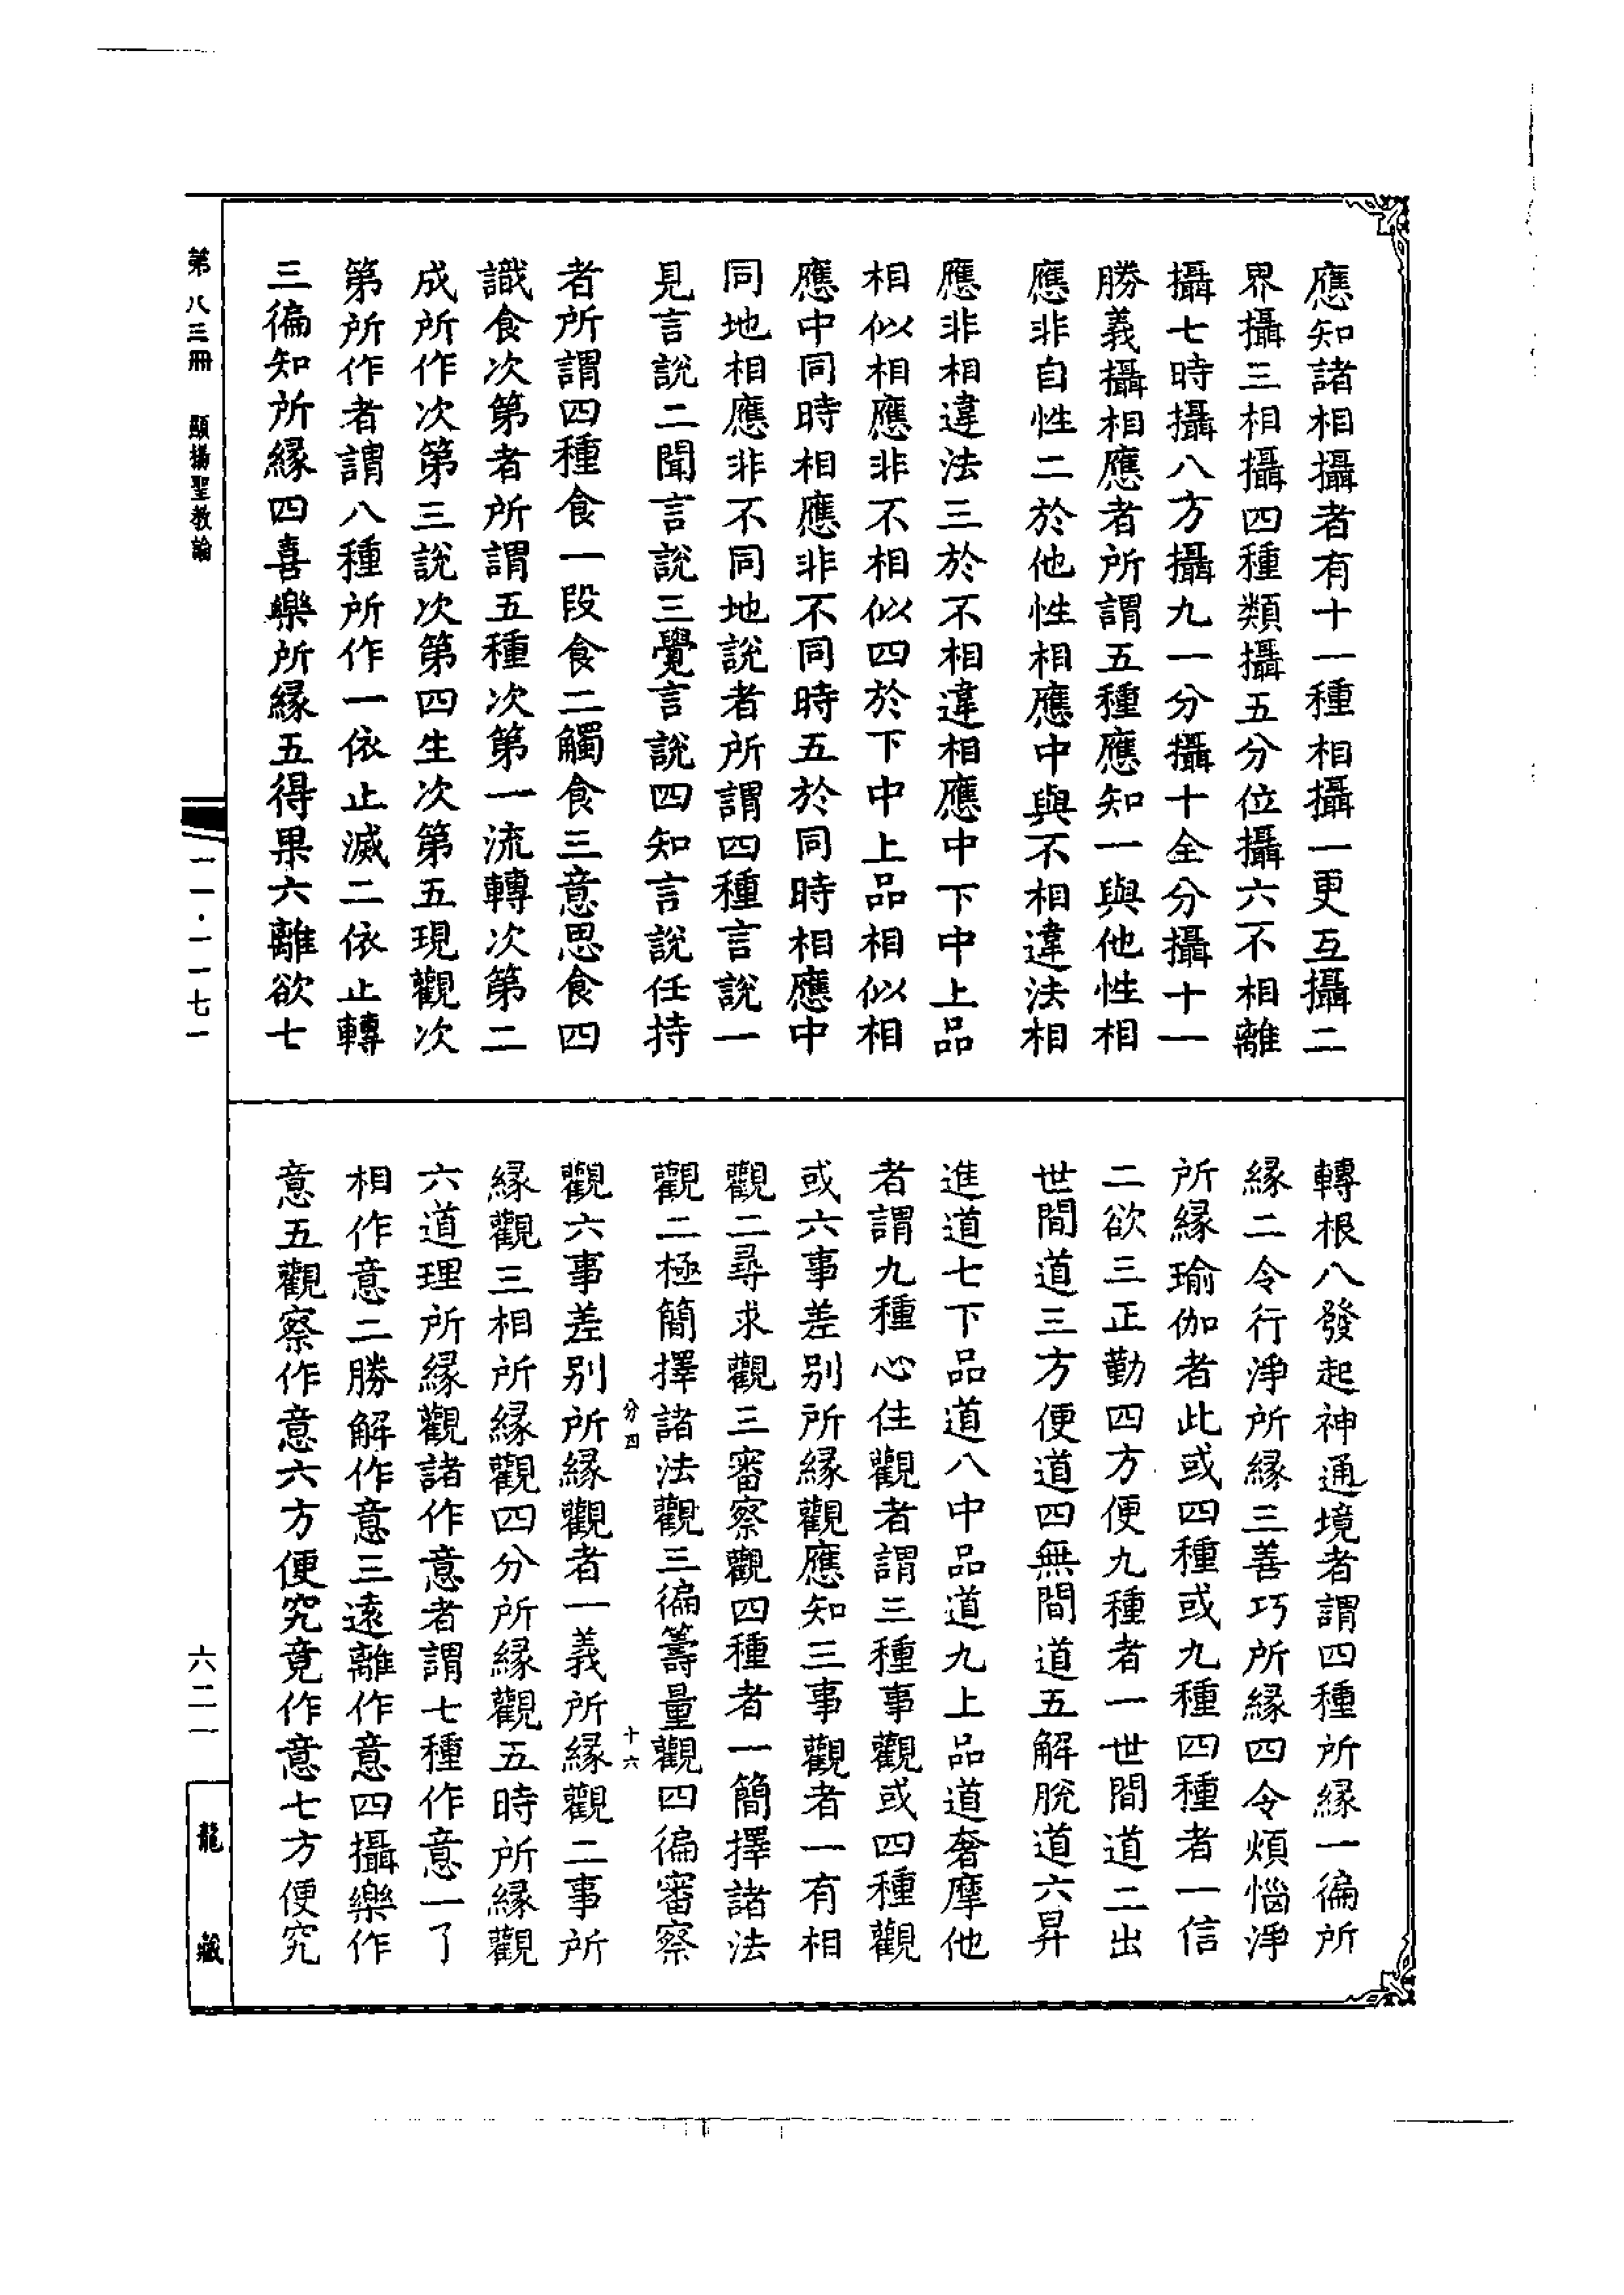 應知諸相攝者有十一種相攝一更互攝二
界攝三相攝四種類攝五分位攝六不相離
攝七時攝八方攝九一分攝十全分攝十一
勝義攝相應者所謂五種應知一與他性相
應非自性二於他性相應中與不相違法相
應非相違法三於不相違相應中下中上品
相似相應非不相似四於下中上品相似相
應中同時相應非不同時五於同時相應中
同地相應非不同地說者所謂四種言說一
見言說二聞言說三覺言說四知言說任持
者所謂四種食一段食二觸食三意思食四
識食次第者所謂五種次第一流轉次第二
成所作次第三說次第四生次第五現觀次
第所作者謂八種所作一依止滅二依止轉
三徧知所緣四喜樂所緣五得果六離欲七
轉根八發起神通境者謂四種所緣一徧所
緣二令行淨所緣三善巧所緣四令煩惱淨
所緣瑜伽者此或四種或九種四種者一信
二欲三正勤四方便九種者一世間道二出
世間道三方便道四無間道五解脫道六昇
進道七下品道八中品道九上品道奢摩他
者謂九種心住觀者謂三種事觀或四種觀
或六事差別所緣觀應知三事觀者一有相
觀二尋求觀三審察觀四種者一簡擇諸法
觀二極簡擇諸法觀三徧籌量觀四徧審察
分四
十六
觀六事差別所緣觀者一義所緣觀二事所
緣觀三相所緣觀四分所緣觀五時所緣觀
六道理所緣觀諸作意者謂七種作意一了
相作意二勝解作意三遠離作意四攝樂作
意五觀察作意六方便究竟作意七方便究
第八三冊
顯揚聖教論
一一·一一七一
六二一
龍藏